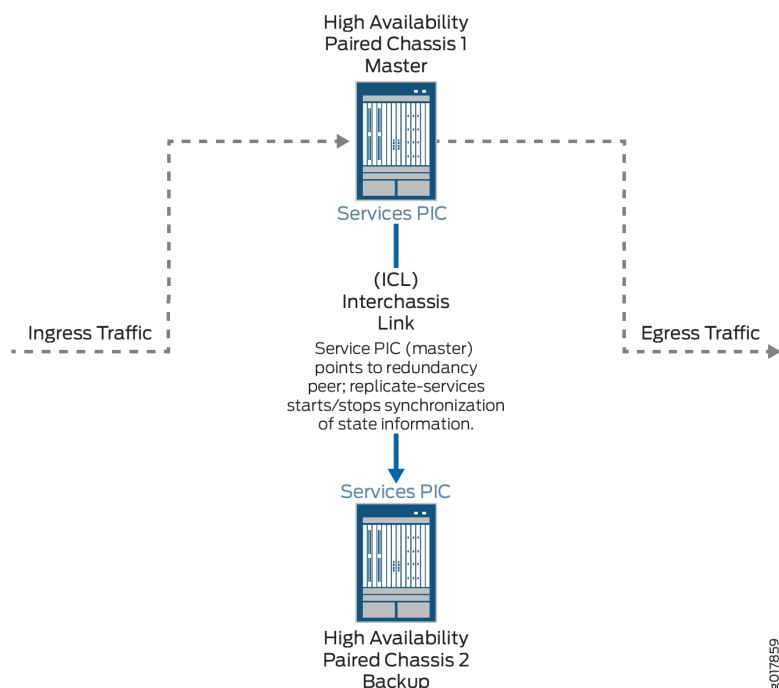 High Availability
Paired Chassis 1
Master
Services PIC
(ICL)
Interchassis
Link
Ingress Traffic
Egress Traffic
Service PIC (master)
points to redundancy
peer; replicate-services
starts/stops synchronization
of state information.
Services PIC
High Availability
Paired Chassis 2
Backup
g017859